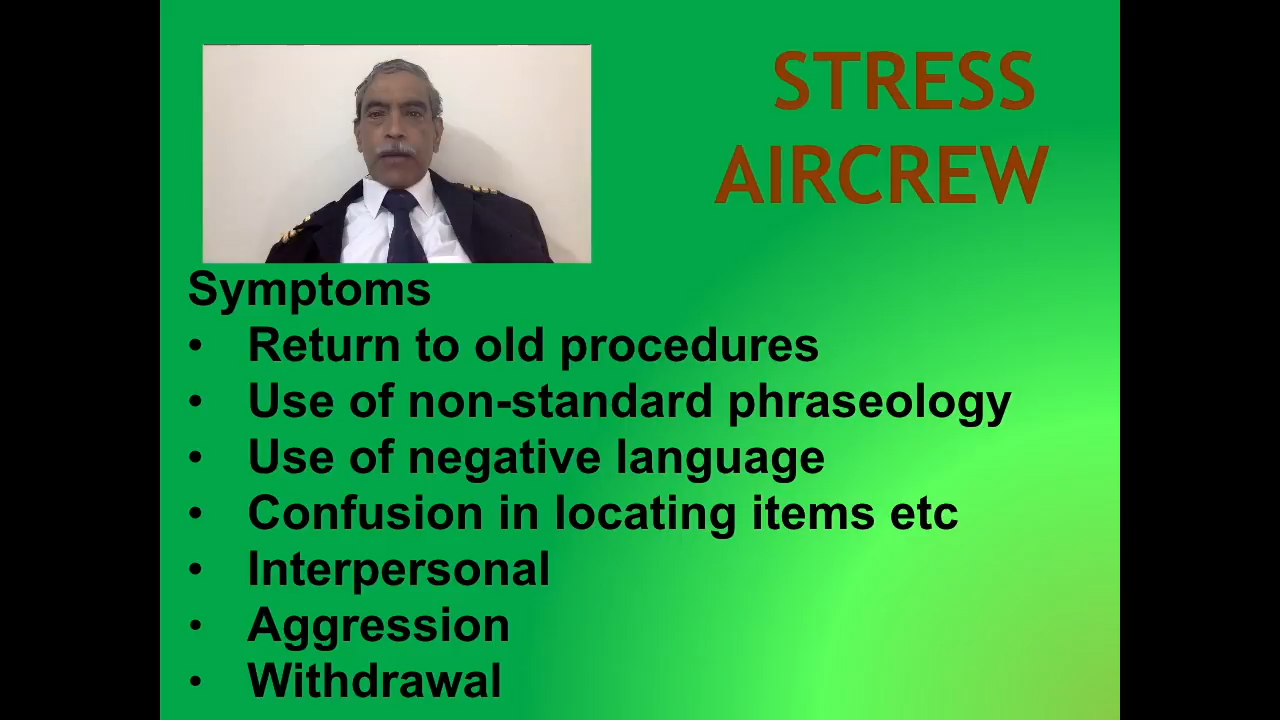 STRESS
AIRCREW
Symptoms
• Return to old procedures
• Use of non-standard phraseology
• Use of negative language
• Confusion in locating items etc
• Interpersonal
• Aggression
• Withdrawal